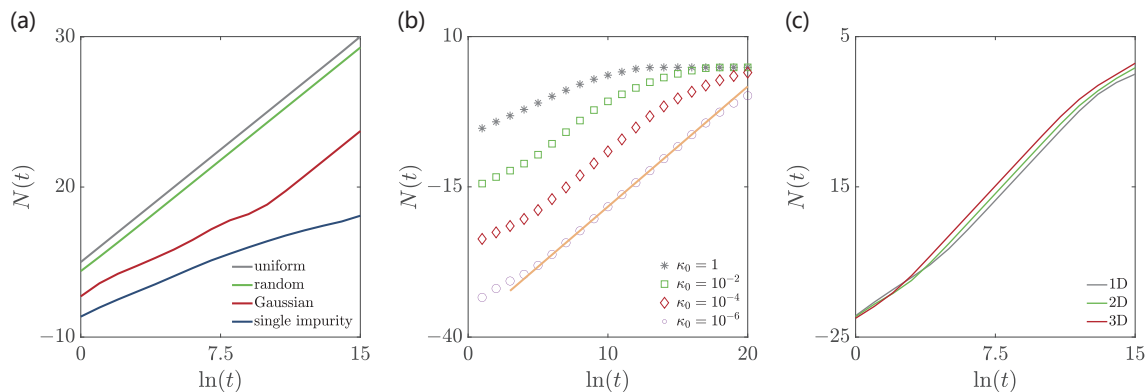 (a)
30
20
−10
N(t)
uniform
random
Gaussian
single impurity
0
7.5
15
ln(t)
(b)
10
−15
−40
N(t)
κ₀ = 1
κ₀ = 10⁻²
κ₀ = 10⁻⁴
κ₀ = 10⁻⁶
0
10
20
ln(t)
(c)
5
15
−25
N(t)
1D
2D
3D
0
7.5
15
ln(t)